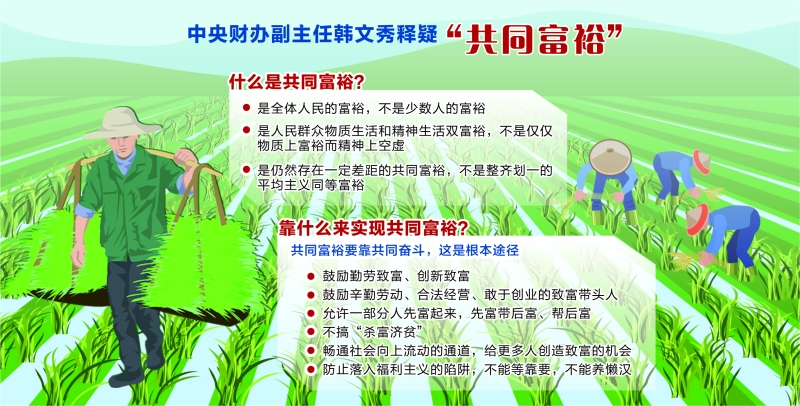 中央财办副主任韩文秀释疑“共同富裕”
什么是共同富裕?
是全体人民的富裕，不是少数人的富裕
是人民群众物质生活和精神生活双富裕，不是仅仅
物质上富裕而精神上空虚
是仍然存在一定差距的共同富裕，不是整齐划一的
平均主义同等富裕
靠什么来实现共同富裕?
共同富裕要靠共同奋斗，这是根本途径
鼓励勤劳致富、创新致富
鼓励辛勤劳动、合法经营、敢于创业的致富带头人
允许一部分人先富起来，先富带后富、帮后富
不搞“杀富济贫”
畅通社会向上流动的通道，给更多人创造致富的机会
防止落入福利主义的陷阱，不能等靠要，不能养懒汉